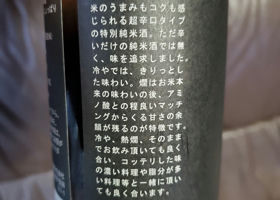 米のうまみもコグも感
じられる超辛口タイプ
の特別純米酒。ただ辛
いだけの純米酒では無
く、味を追求しました。
冷やでは、きりっとし
た味わい。燗はお米本
来の味わいの後、アミ
ノ酸との程良いマッチ
ングからくる甘さの余
韻が残るのが特徴です。
冷や、熱燗、そのまま
でお飲み頂いても良く
合い、コッテリした味
の濃い料理や脂分が多
い料理等と一緒に頂い
ても良く合います。